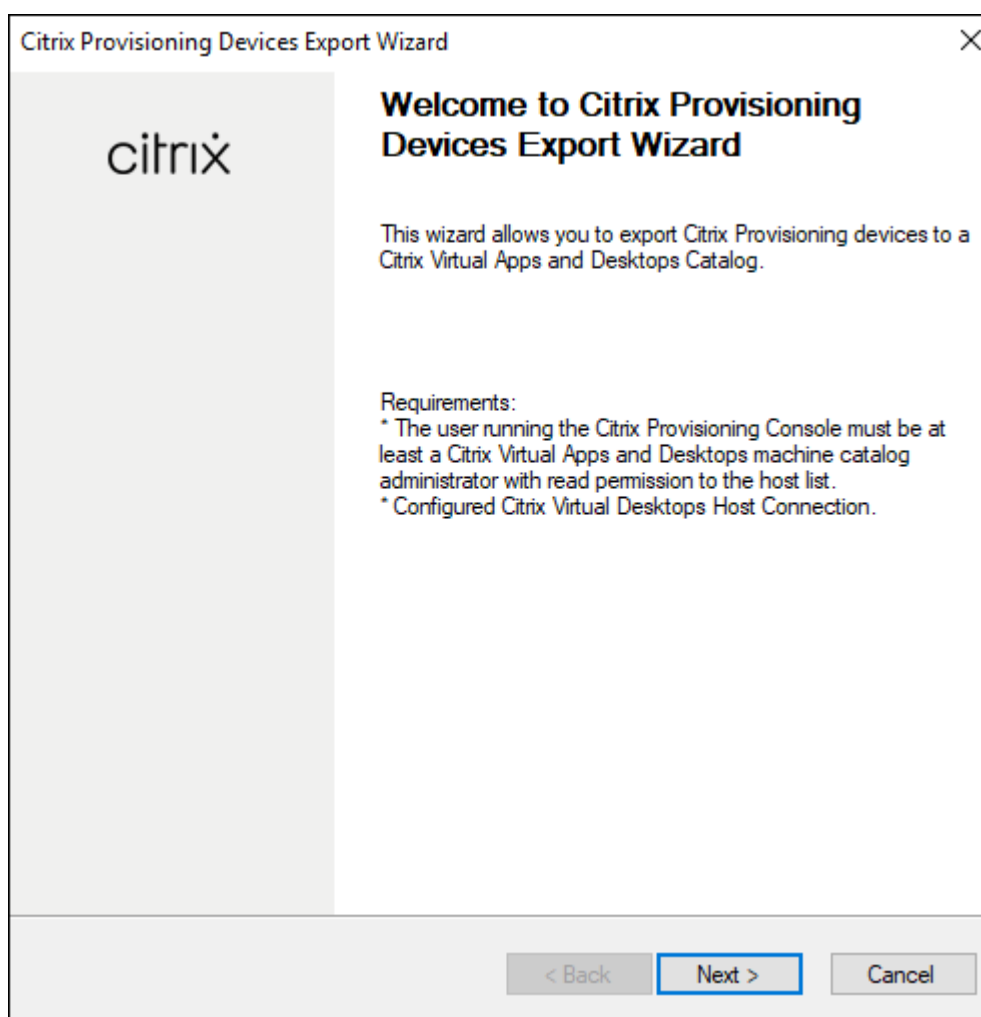 Citrix Provisioning Devices Export Wizard
citrix
Welcome to Citrix Provisioning
Devices Export Wizard
This wizard allows you to export Citrix Provisioning devices to a
Citrix Virtual Apps and Desktops Catalog.
Requirements:
* The user running the Citrix Provisioning Console must be at
least a Citrix Virtual Apps and Desktops machine catalog
administrator with read permission to the host list.
* Configured Citrix Virtual Desktops Host Connection.
< Back
Next >
Cancel